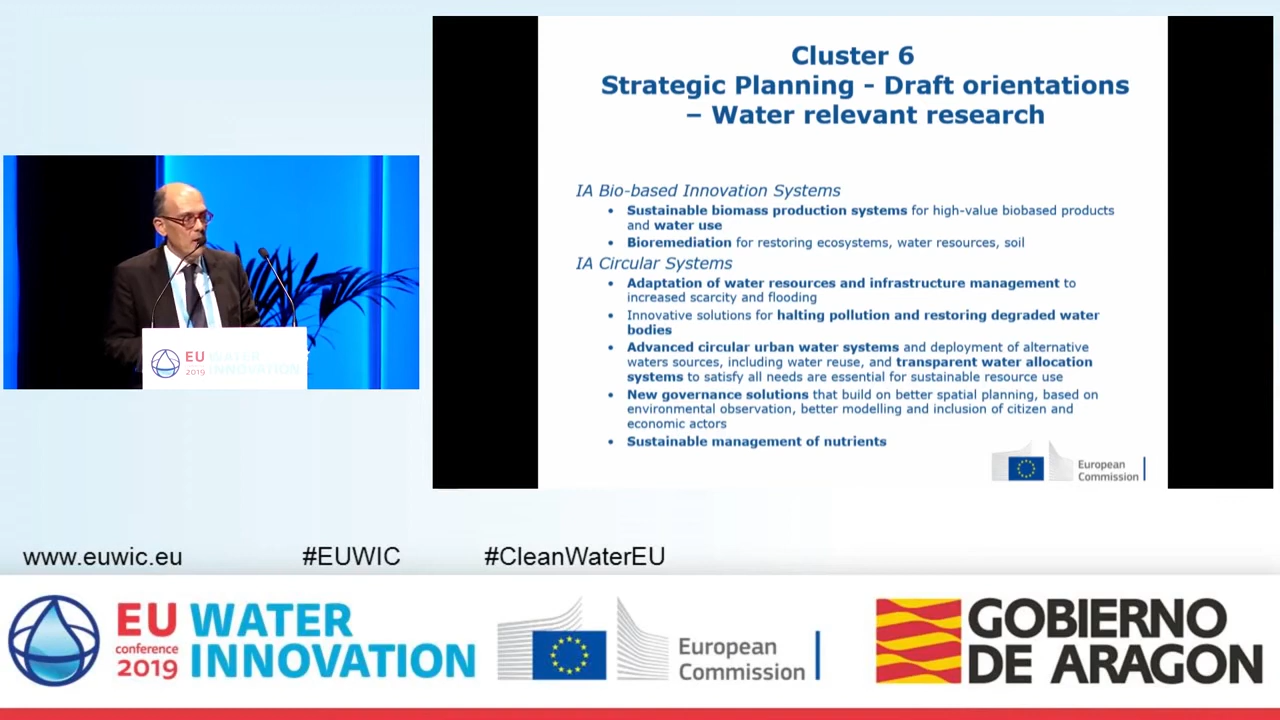 Cluster 6
Strategic Planning - Draft orientations
– Water relevant research
IA Bio-based Innovation Systems
• Sustainable biomass production systems for high-value biobased products
and water use
• Bioremediation for restoring ecosystems, water resources, soil
IA Circular Systems
• Adaptation of water resources and infrastructure management to
increased scarcity and flooding
• Innovative solutions for halting pollution and restoring degraded water
bodies
• Advanced circular urban water systems and deployment of alternative
waters sources, including water reuse, and transparent water allocation
systems to satisfy all needs are essential for sustainable resource use
• New governance solutions that build on better spatial planning, based on
environmental observation, better modelling and inclusion of citizen and
economic actors
• Sustainable management of nutrients
European
Commission
EU WATER
2019 INNOVATION
www.euwic.eu #EUWIC #CleanWaterEU
EU WATER
conference
2019 INNOVATION
European
Commission
GOBIERNO
DE ARAGON